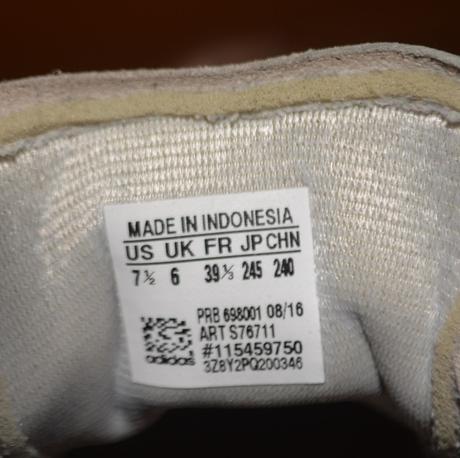 MADE IN INDONESIA
US UK FR JP CHN
7½ 6 39⅓ 245 240
PRB 698001 08/16
ART S76711
#115459750
adidas 3Z8Y2PQ200346